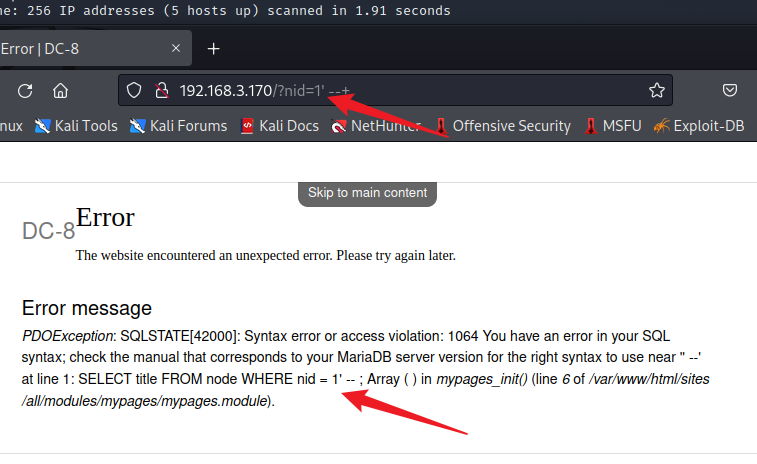 ne: 256 IP addresses (5 hosts up) scanned in 1.91 seconds
Error | DC-8
192.168.3.170/?nid=1' --+
nux Kali Tools Kali Forums Kali Docs NetHunter Offensive Security MSFU Exploit-DB
Skip to main content
DC-8
Error
The website encountered an unexpected error. Please try again later.
Error message
PDOException: SQLSTATE[42000]: Syntax error or access violation: 1064 You have an error in your SQL
syntax; check the manual that corresponds to your MariaDB server version for the right syntax to use near '' --'
at line 1: SELECT title FROM node WHERE nid = 1' -- ; Array ( ) in mypages_init() (line 6 of /var/www/html/sites
/all/modules/mypages/mypages.module).